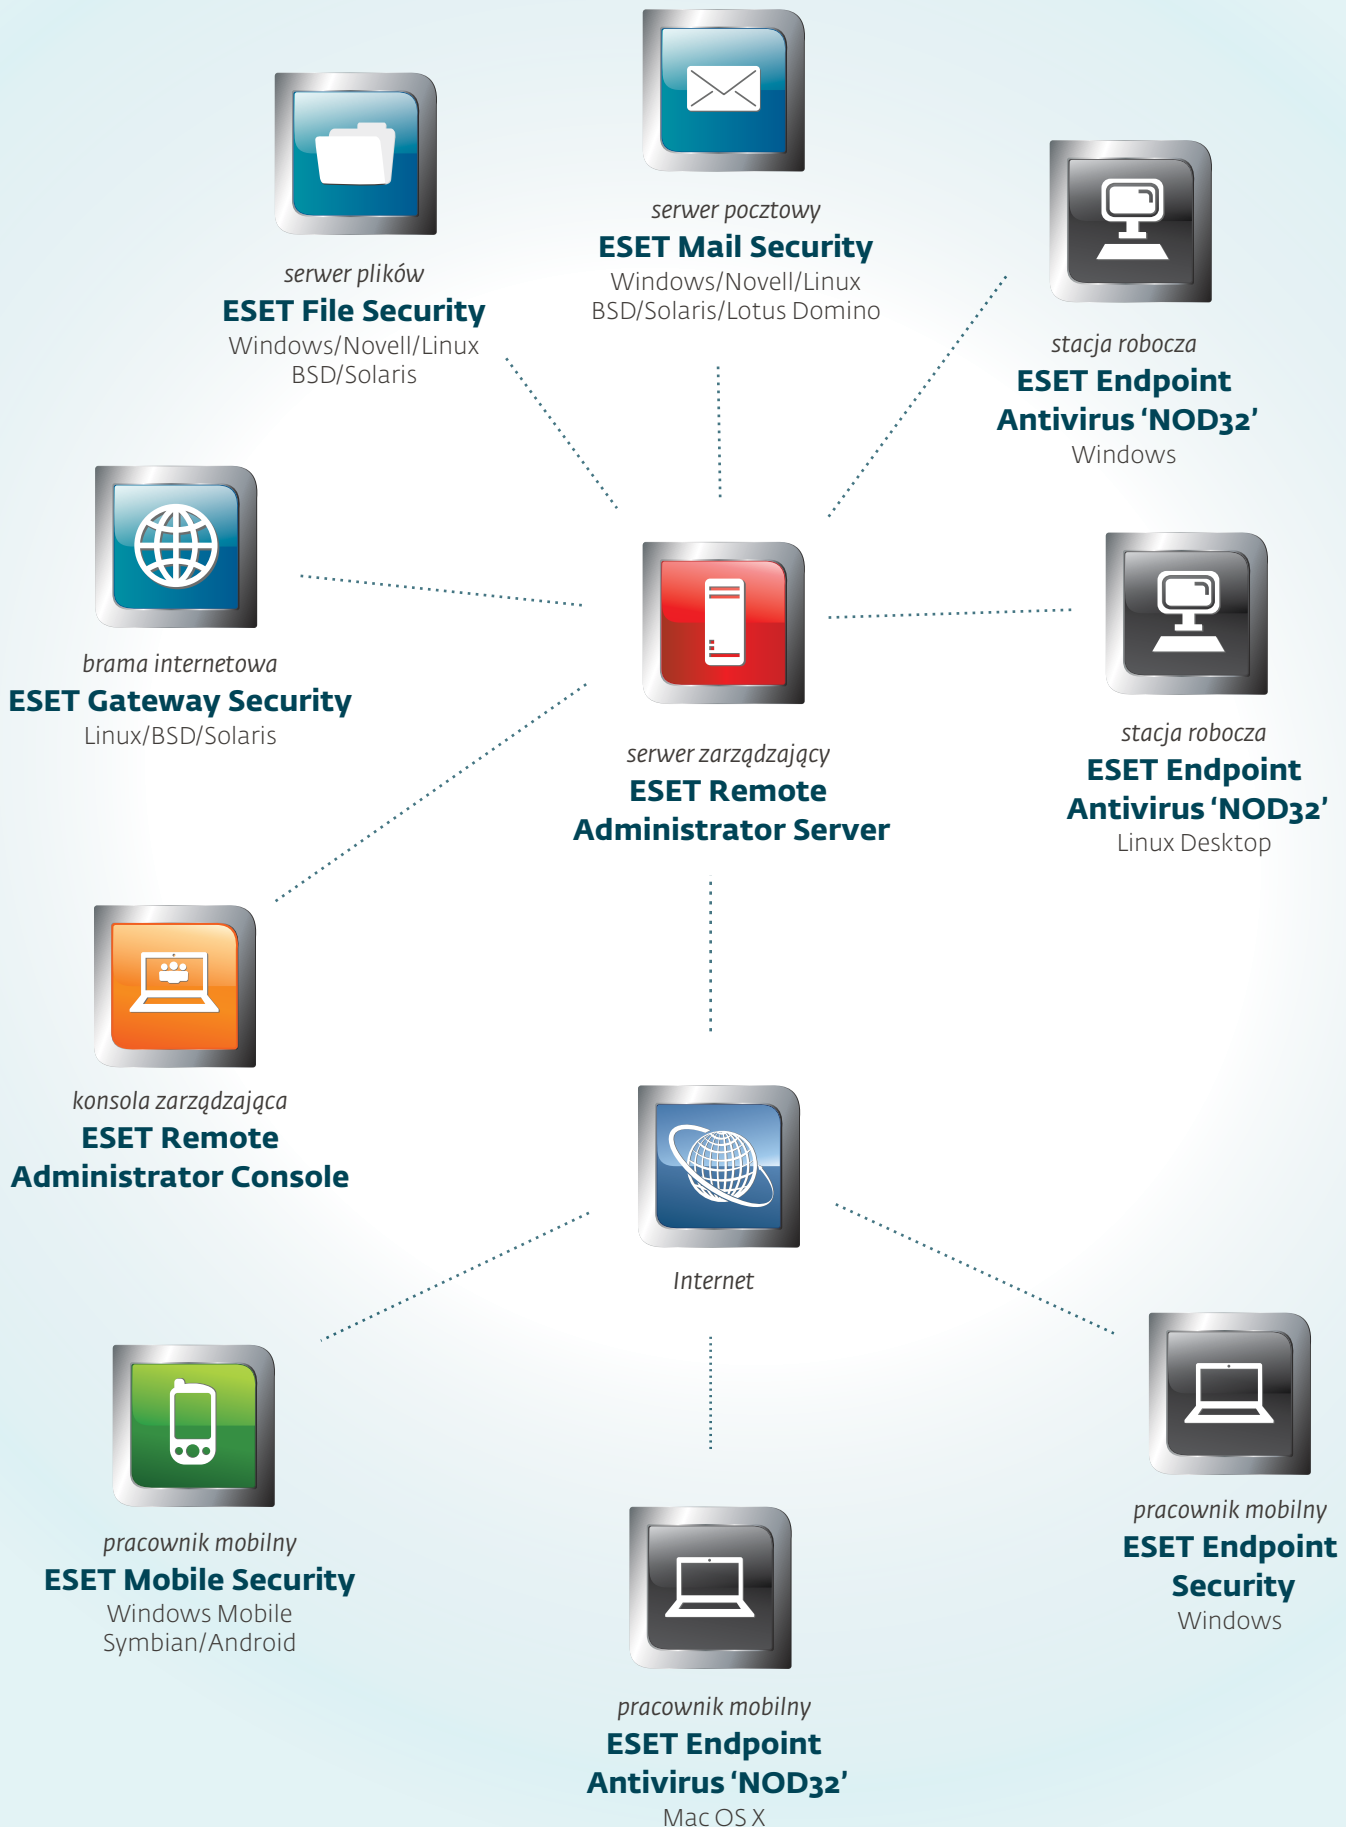 serwer pocztowy
ESET Mail Security
Windows/Novell/Linux
BSD/Solaris/Lotus Domino
serwer plików
ESET File Security
Windows/Novell/Linux
BSD/Solaris
stacja robocza
ESET Endpoint
Antivirus ‘NOD32’
Windows
brama internetowa
ESET Gateway Security
Linux/BSD/Solaris
serwer zarządzający
ESET Remote
Administrator Server
stacja robocza
ESET Endpoint
Antivirus ‘NOD32’
Linux Desktop
konsola zarządzająca
ESET Remote
Administrator Console
Internet
pracownik mobilny
ESET Mobile Security
Windows Mobile
Symbian/Android
pracownik mobilny
ESET Endpoint
Security
Windows
pracownik mobilny
ESET Endpoint
Antivirus ‘NOD32’
Mac OS X